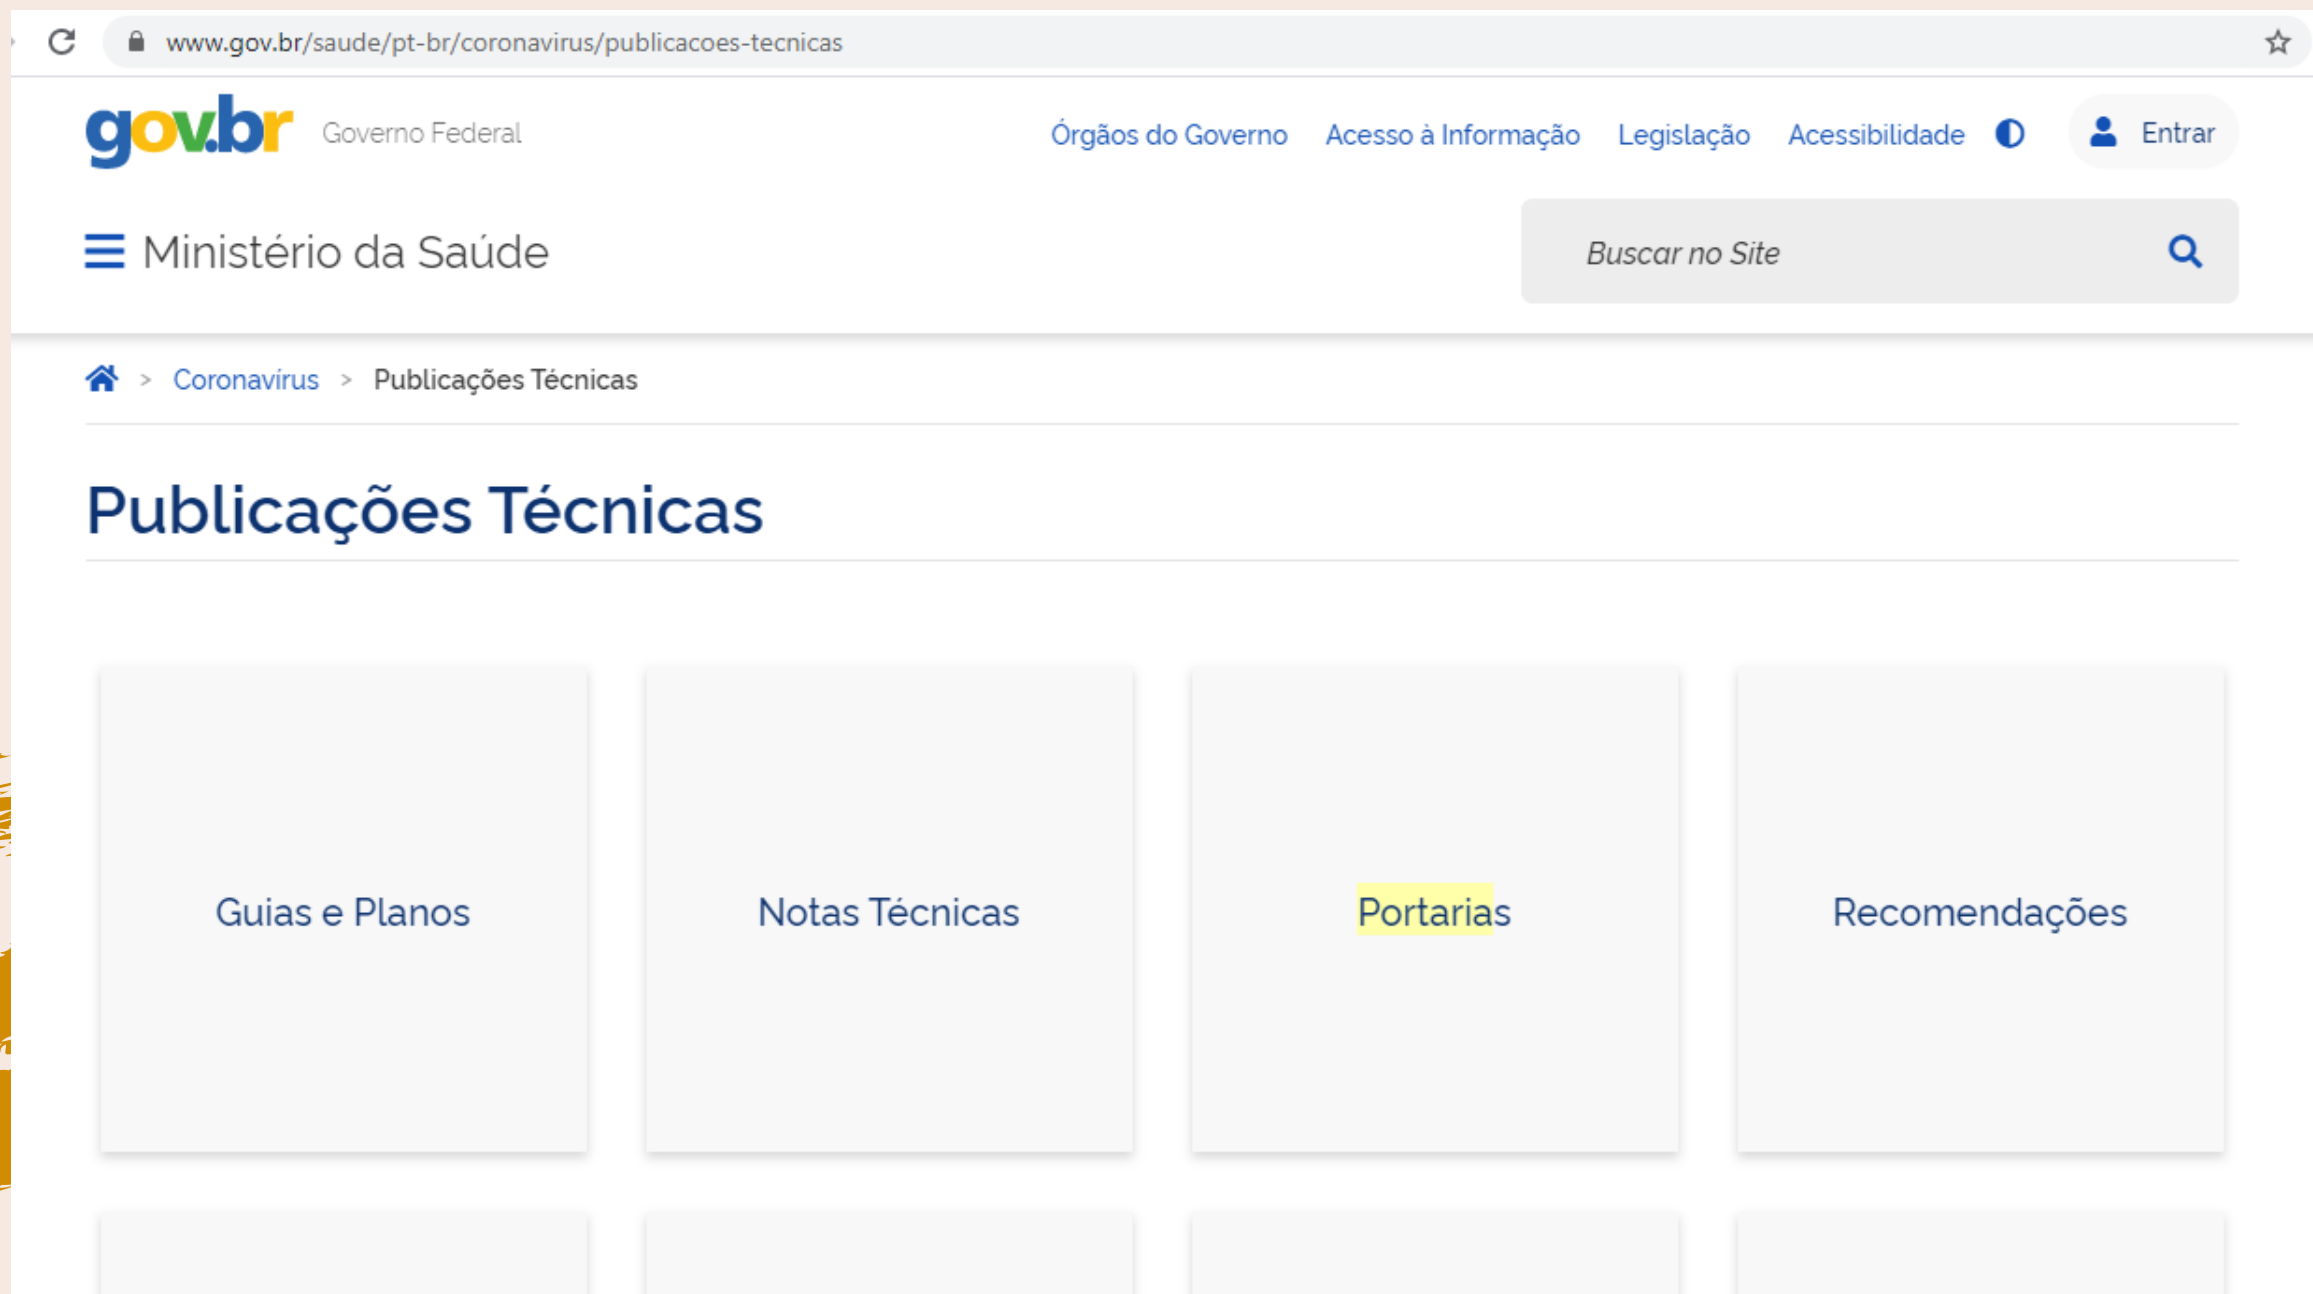 www.gov.br/saude/pt-br/coronavirus/publicacoes-tecnicas
gov.br Governo Federal Órgãos do Governo Acesso à Informação Legislação Acessibilidade Entrar
Ministério da Saúde Buscar no Site
> Coronavírus > Publicações Técnicas
Publicações Técnicas
Guias e Planos Notas Técnicas Portarias Recomendações